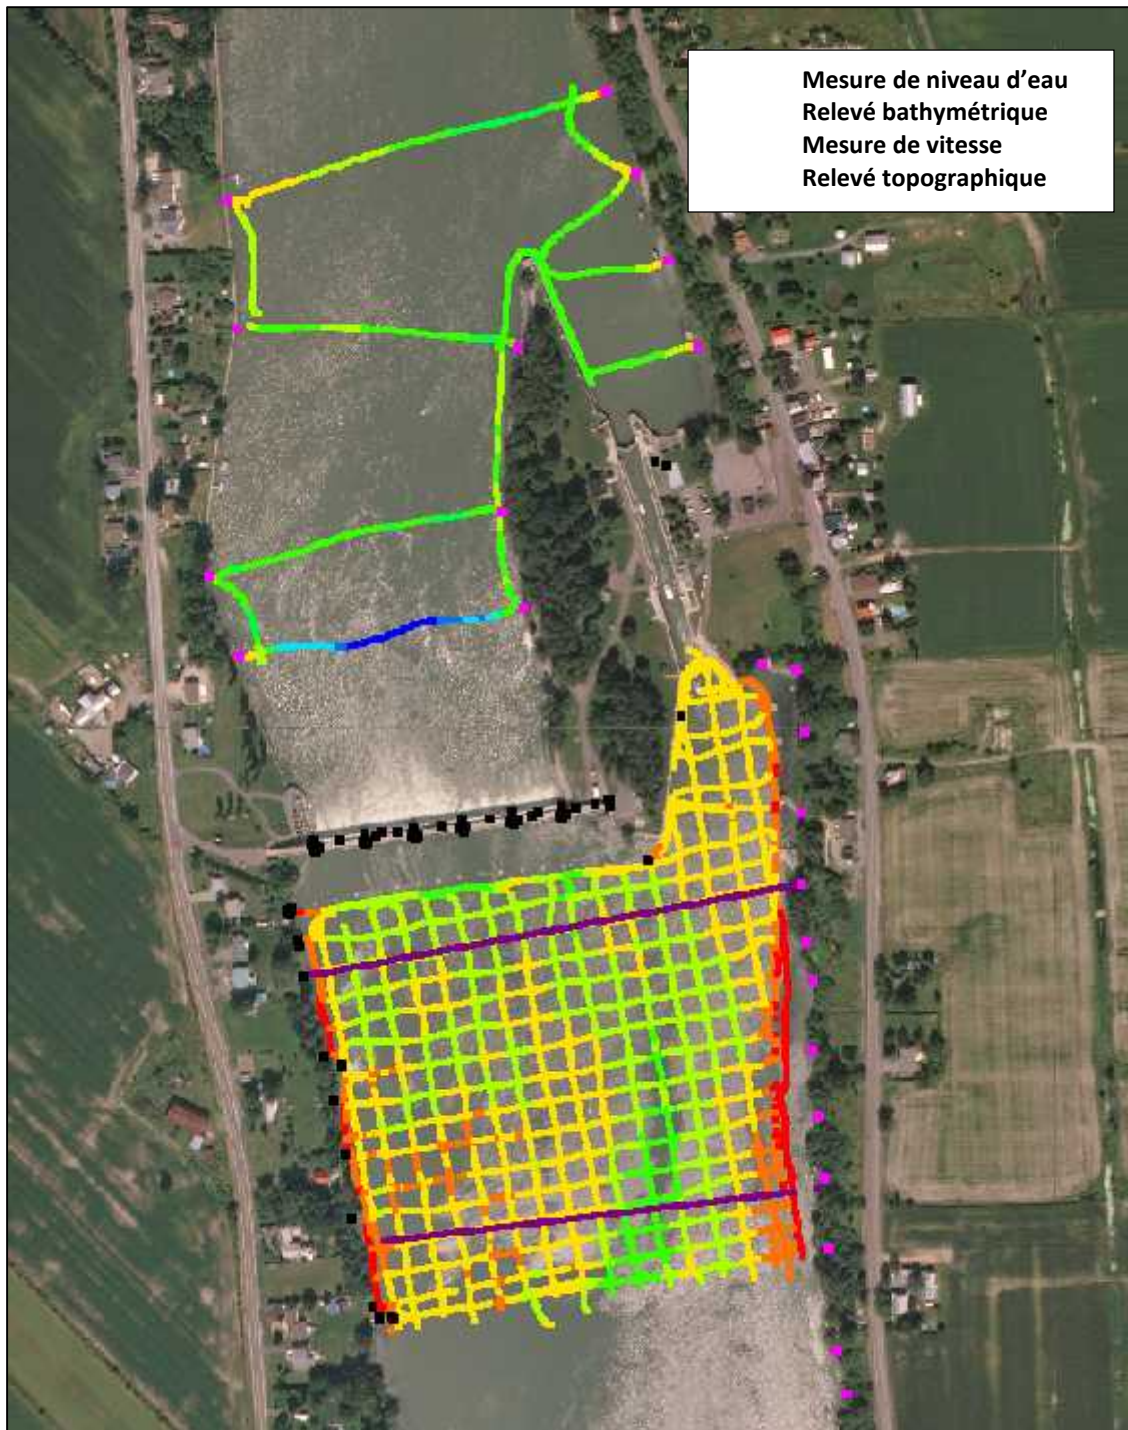 Mesure de niveau d’eau
Relevé bathymétrique
Mesure de vitesse
Relevé topographique